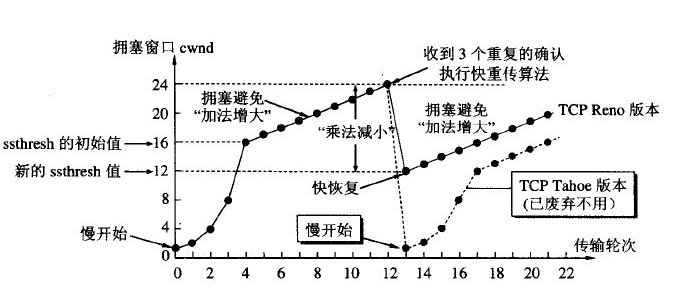 拥塞窗口 cwnd
收到 3 个重复的确认
执行快重传算法
24
20
16
12
8
4
0
拥塞避免
“加法增大”
“乘法减小”
拥塞避免
“加法增大”
TCP Reno 版本
ssthresh 的初始值
新的 ssthresh 值
快恢复
TCP Tahoe 版本
(已废弃不用)
慢开始
慢开始
传输轮次
0 2 4 6 8 10 12 13 14 16 18 20 22